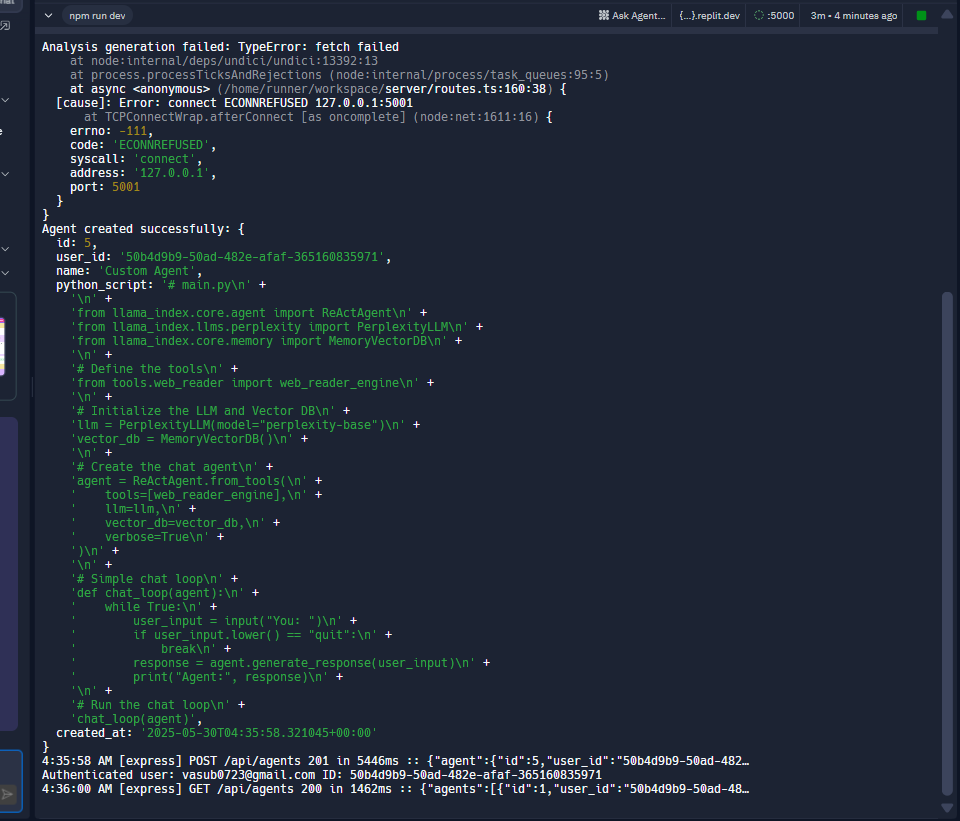 npm run dev
Ask Agent... {...}.replit.dev :5000 3m • 4 minutes ago
Analysis generation failed: TypeError: fetch failed
    at node:internal/deps/undici/undici:13392:13
    at process.processTicksAndRejections (node:internal/process/task_queues:95:5)
    at async <anonymous> (/home/runner/workspace/server/routes.ts:160:38) {
  [cause]: Error: connect ECONNREFUSED 127.0.0.1:5001
      at TCPConnectWrap.afterConnect [as oncomplete] (node:net:1611:16) {
    errno: -111,
    code: 'ECONNREFUSED',
    syscall: 'connect',
    address: '127.0.0.1',
    port: 5001
  }
}
Agent created successfully: {
  id: 5,
  user_id: '50b4d9b9-50ad-482e-afaf-365160835971',
  name: 'Custom Agent',
  python_script: '# main.py\n' +
    '\n' +
    'from llama_index.core.agent import ReActAgent\n' +
    'from llama_index.llms.perplexity import PerplexityLLM\n' +
    'from llama_index.core.memory import MemoryVectorDB\n' +
    '\n' +
    '# Define the tools\n' +
    'from tools.web_reader import web_reader_engine\n' +
    '\n' +
    '# Initialize the LLM and Vector DB\n' +
    'llm = PerplexityLLM(model="perplexity-base")\n' +
    'vector_db = MemoryVectorDB()\n' +
    '\n' +
    '# Create the chat agent\n' +
    'agent = ReActAgent.from_tools(\n' +
    '    tools=[web_reader_engine],\n' +
    '    llm=llm,\n' +
    '    vector_db=vector_db,\n' +
    '    verbose=True\n' +
    ')\n' +
    '\n' +
    '# Simple chat loop\n' +
    'def chat_loop(agent):\n' +
    '    while True:\n' +
    '        user_input = input("You: ")\n' +
    '        if user_input.lower() == "quit":\n' +
    '            break\n' +
    '        response = agent.generate_response(user_input)\n' +
    '        print("Agent:", response)\n' +
    '\n' +
    '# Run the chat loop\n' +
    'chat_loop(agent)',
  created_at: '2025-05-30T04:35:58.321045+00:00'
}
4:35:58 AM [express] POST /api/agents 201 in 5446ms :: {"agent":{"id":5,"user_id":"50b4d9b9-50ad-482…
Authenticated user: vasub0723@gmail.com ID: 50b4d9b9-50ad-482e-afaf-365160835971
4:36:00 AM [express] GET /api/agents 200 in 1462ms :: {"agents":[{"id":1,"user_id":"50b4d9b9-50ad-48…